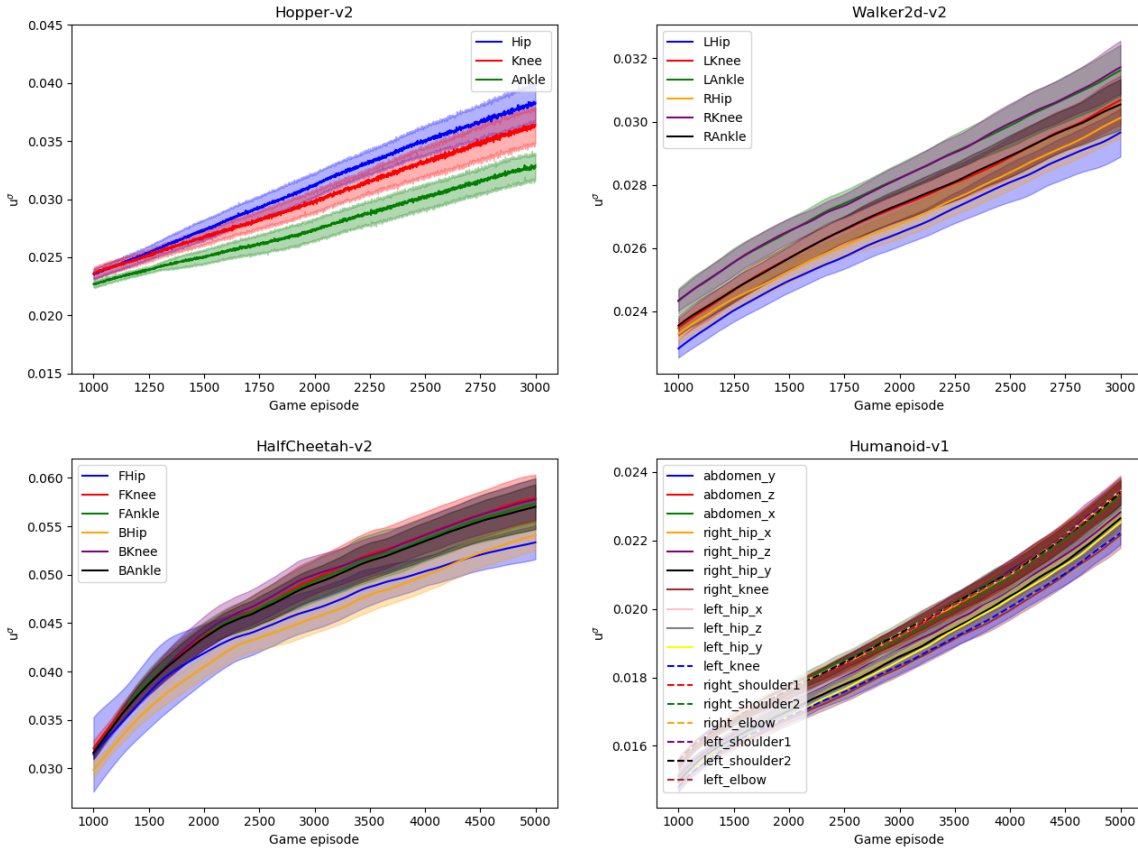 Hopper-v2
0.045
0.040
0.035
0.030
0.025
0.020
0.015
u^σ
Hip
Knee
Ankle
1000 1250 1500 1750 2000 2250 2500 2750 3000
Game episode
Walker2d-v2
0.032
0.030
0.028
0.026
0.024
u^σ
LHip
LKnee
LAnkle
RHip
RKnee
RAnkle
1000 1250 1500 1750 2000 2250 2500 2750 3000
Game episode
HalfCheetah-v2
0.060
0.055
0.050
0.045
0.040
0.035
0.030
u^σ
FHip
FKnee
FAnkle
BHip
BKnee
BAnkle
1000 1500 2000 2500 3000 3500 4000 4500 5000
Game episode
Humanoid-v1
0.024
0.022
0.020
0.018
0.016
u^σ
abdomen_y
abdomen_z
abdomen_x
right_hip_x
right_hip_z
right_hip_y
right_knee
left_hip_x
left_hip_z
left_hip_y
left_knee
right_shoulder1
right_shoulder2
right_elbow
left_shoulder1
left_shoulder2
left_elbow
1000 1500 2000 2500 3000 3500 4000 4500 5000
Game episode